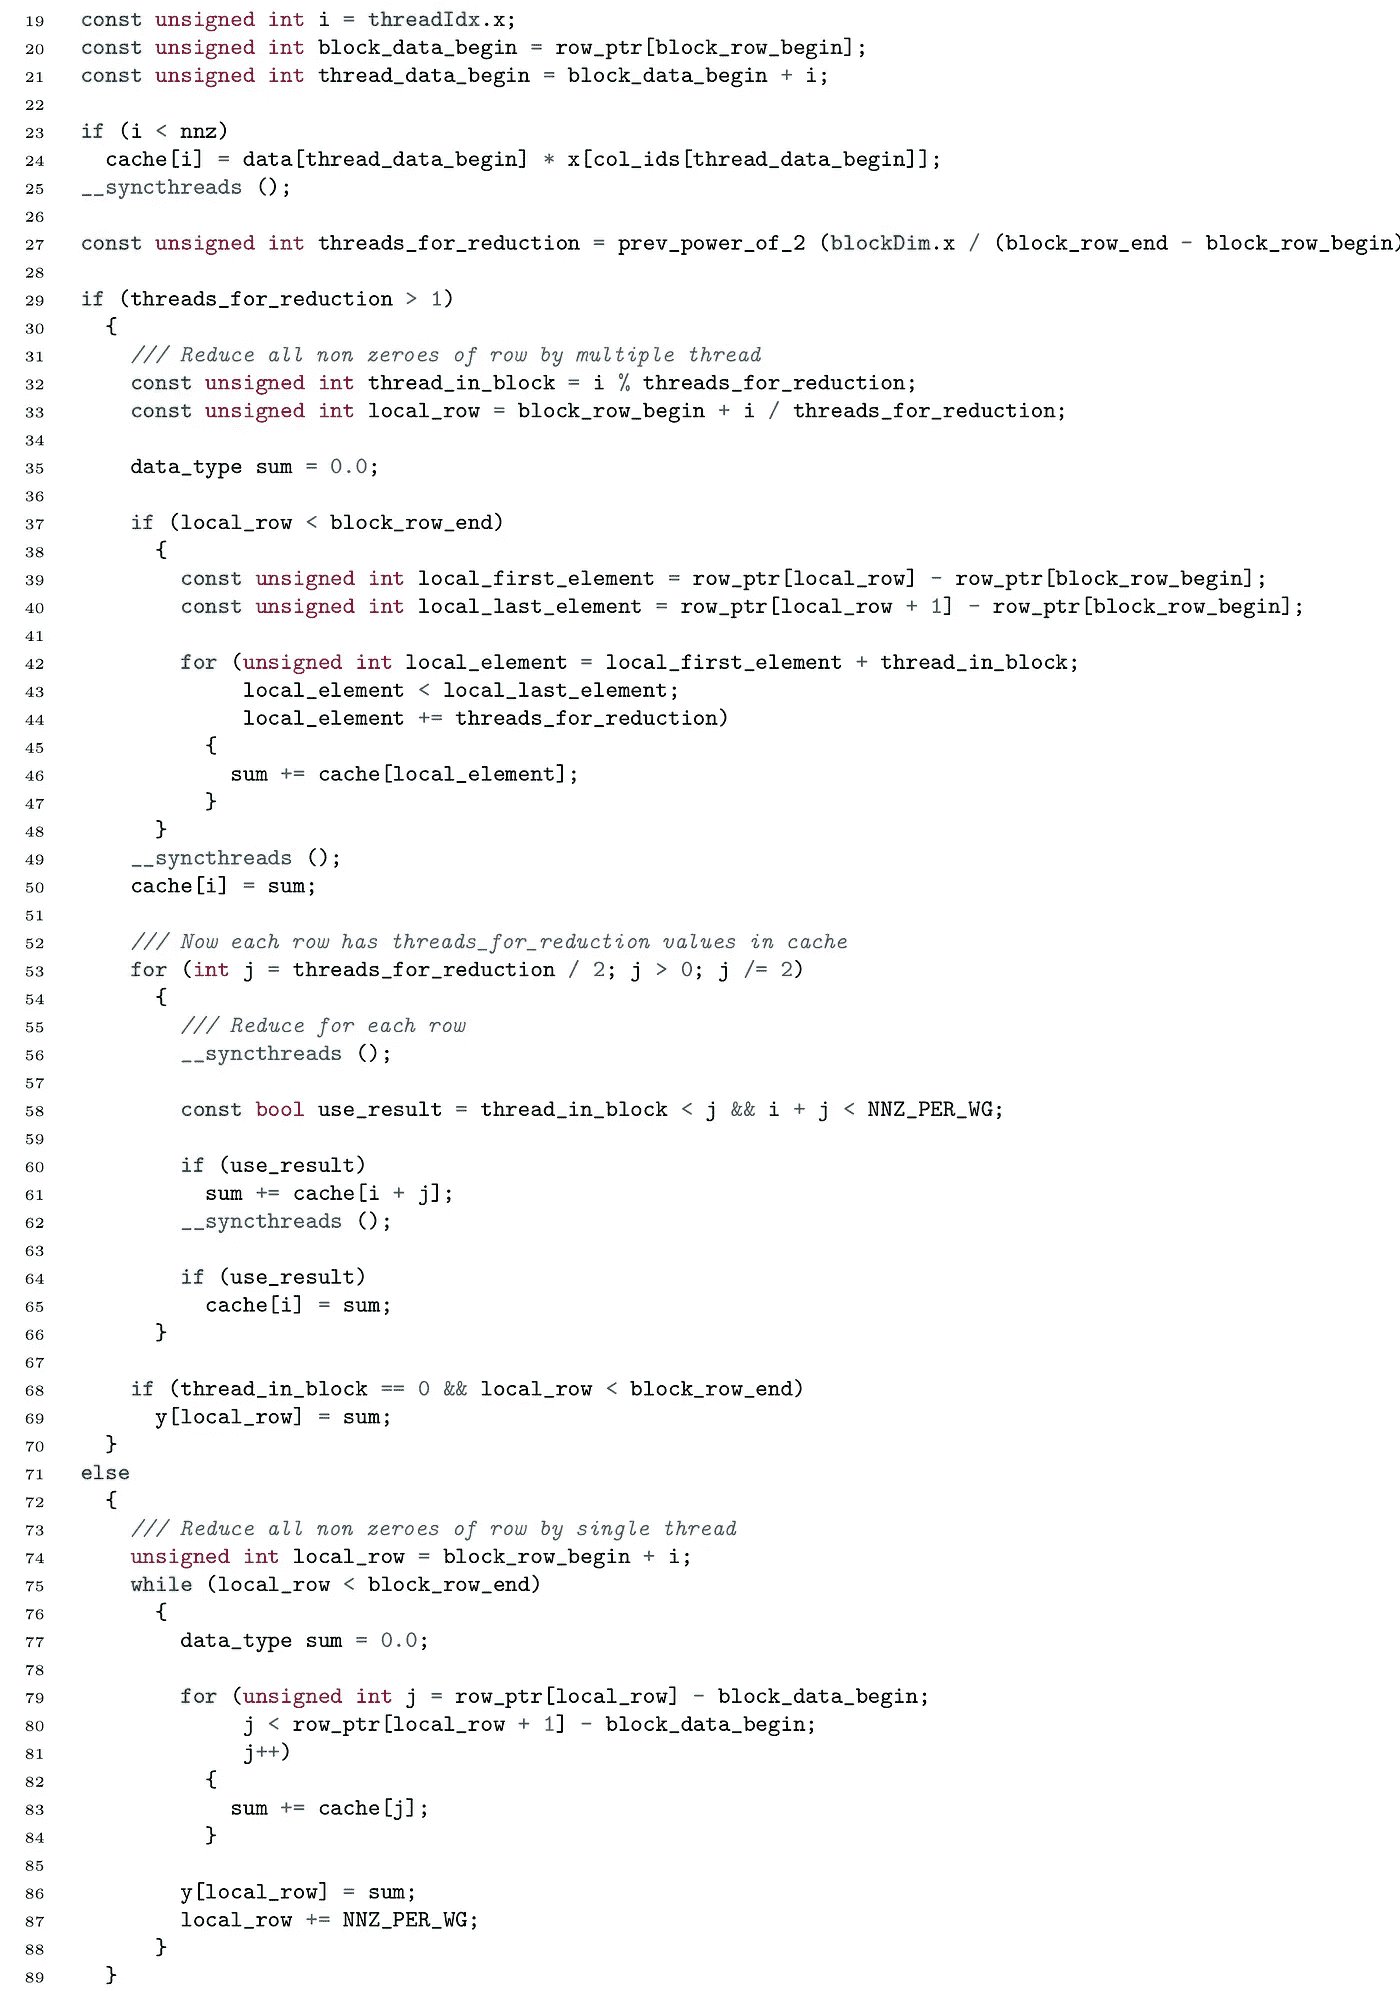 19 const unsigned int i = threadIdx.x;
20 const unsigned int block_data_begin = row_ptr[block_row_begin];
21 const unsigned int thread_data_begin = block_data_begin + i;
22
23 if (i < nnz)
24   cache[i] = data[thread_data_begin] * x[col_ids[thread_data_begin]];
25 __syncthreads ();
26
27 const unsigned int threads_for_reduction = prev_power_of_2 (blockDim.x / (block_row_end - block_row_begin)
28
29 if (threads_for_reduction > 1)
30   {
31     /// Reduce all non zeroes of row by multiple thread
32     const unsigned int thread_in_block = i % threads_for_reduction;
33     const unsigned int local_row = block_row_begin + i / threads_for_reduction;
34
35     data_type sum = 0.0;
36
37     if (local_row < block_row_end)
38       {
39         const unsigned int local_first_element = row_ptr[local_row] - row_ptr[block_row_begin];
40         const unsigned int local_last_element = row_ptr[local_row + 1] - row_ptr[block_row_begin];
41
42         for (unsigned int local_element = local_first_element + thread_in_block;
43              local_element < local_last_element;
44              local_element += threads_for_reduction)
45           {
46             sum += cache[local_element];
47           }
48       }
49     __syncthreads ();
50     cache[i] = sum;
51
52     /// Now each row has threads_for_reduction values in cache
53     for (int j = threads_for_reduction / 2; j > 0; j /= 2)
54       {
55         /// Reduce for each row
56         __syncthreads ();
57
58         const bool use_result = thread_in_block < j && i + j < NNZ_PER_WG;
59
60         if (use_result)
61           sum += cache[i + j];
62         __syncthreads ();
63
64         if (use_result)
65           cache[i] = sum;
66       }
67
68     if (thread_in_block == 0 && local_row < block_row_end)
69       y[local_row] = sum;
70   }
71 else
72   {
73     /// Reduce all non zeroes of row by single thread
74     unsigned int local_row = block_row_begin + i;
75     while (local_row < block_row_end)
76       {
77         data_type sum = 0.0;
78
79         for (unsigned int j = row_ptr[local_row] - block_data_begin;
80              j < row_ptr[local_row + 1] - block_data_begin;
81              j++)
82           {
83             sum += cache[j];
84           }
85
86         y[local_row] = sum;
87         local_row += NNZ_PER_WG;
88       }
89   }